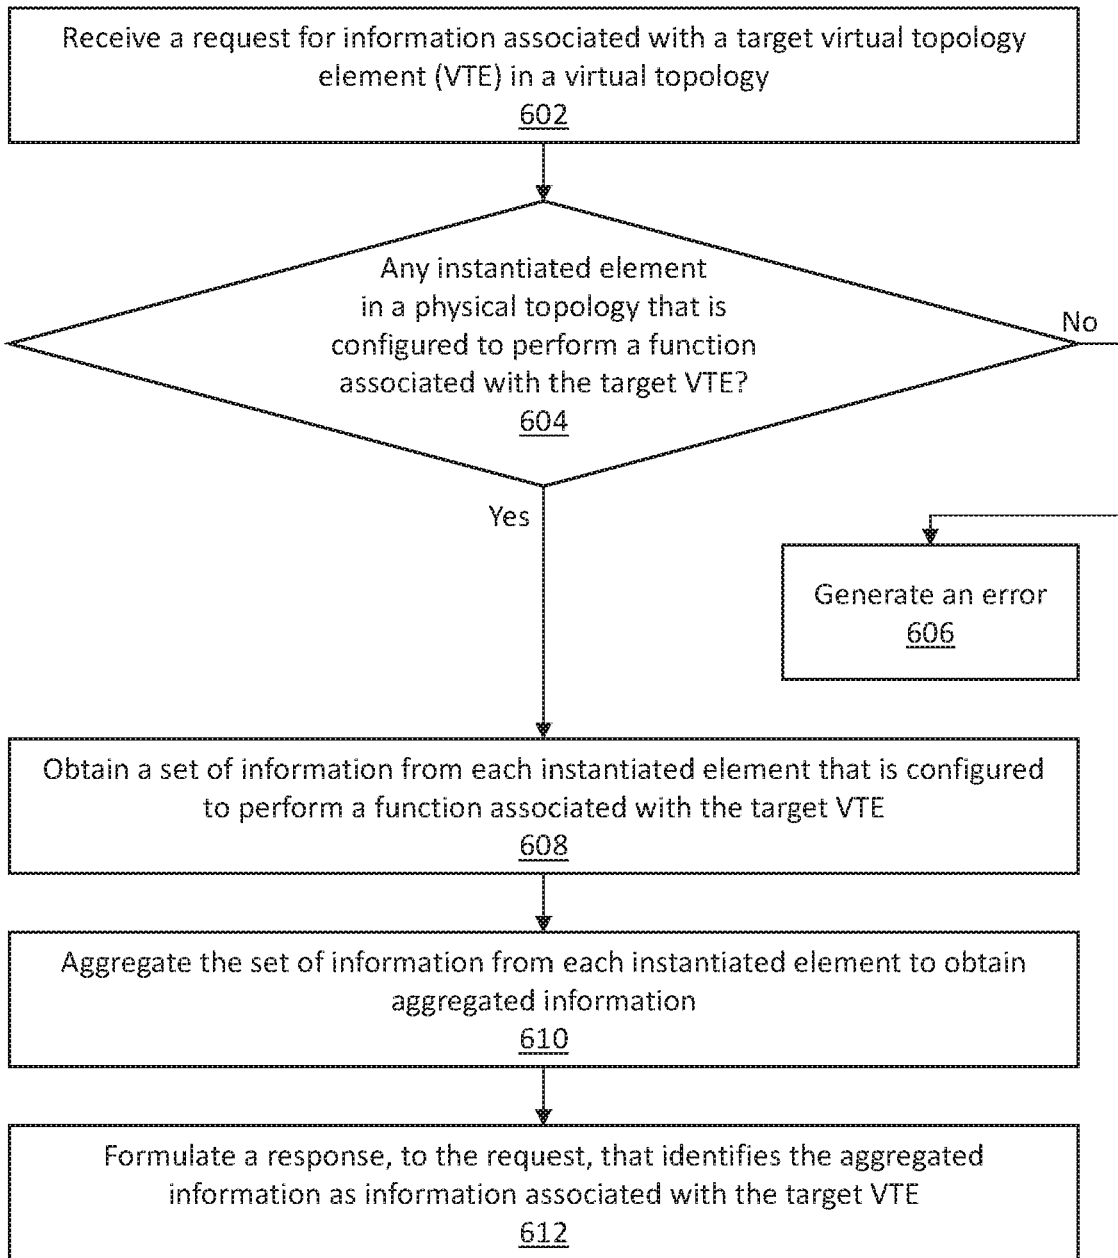 Receive a request for information associated with a target virtual topology
element (VTE) in a virtual topology
602
Any instantiated element
in a physical topology that is
configured to perform a function
associated with the target VTE?
604
No
Yes
Generate an error
606
Obtain a set of information from each instantiated element that is configured
to perform a function associated with the target VTE
608
Aggregate the set of information from each instantiated element to obtain
aggregated information
610
Formulate a response, to the request, that identifies the aggregated
information as information associated with the target VTE
612